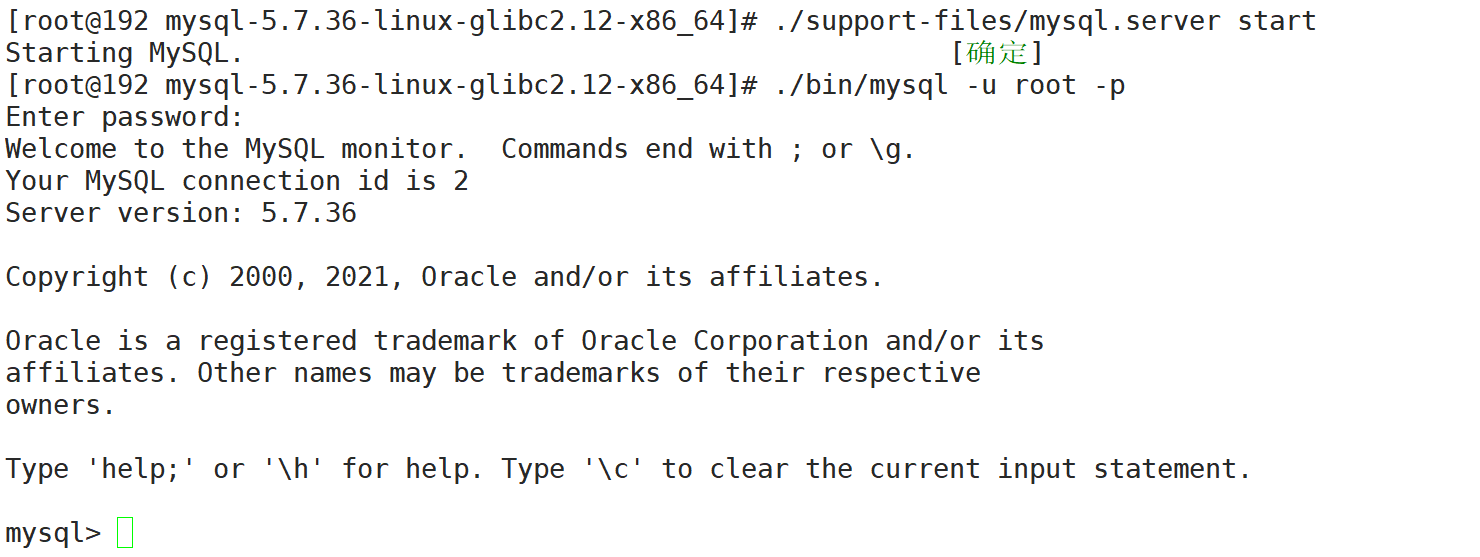 [root@192 mysql-5.7.36-linux-glibc2.12-x86_64]# ./support-files/mysql.server start
Starting MySQL.                                            [确定]
[root@192 mysql-5.7.36-linux-glibc2.12-x86_64]# ./bin/mysql -u root -p
Enter password:
Welcome to the MySQL monitor.  Commands end with ; or \g.
Your MySQL connection id is 2
Server version: 5.7.36
Copyright (c) 2000, 2021, Oracle and/or its affiliates.
Oracle is a registered trademark of Oracle Corporation and/or its
affiliates. Other names may be trademarks of their respective
owners.
Type 'help;' or '\h' for help. Type '\c' to clear the current input statement.
mysql>